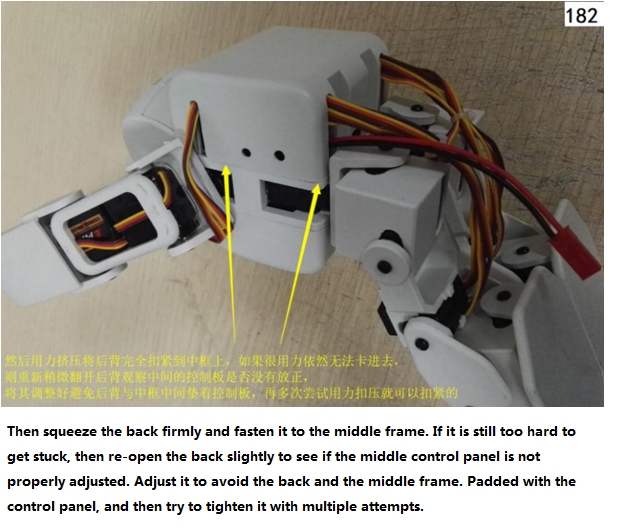 182
然后用力挤压将后背完全扣紧到中框上，如果很用力依然无法卡进去，
则重新稍微翻开后背观察中间的控制板是否没有放正，
将其调整好避免后背与中框中间垫着控制板，再多次尝试用力扣压就可以扣紧的
Then squeeze the back firmly and fasten it to the middle frame. If it is still too hard to
get stuck, then re-open the back slightly to see if the middle control panel is not
properly adjusted. Adjust it to avoid the back and the middle frame. Padded with the
control panel, and then try to tighten it with multiple attempts.